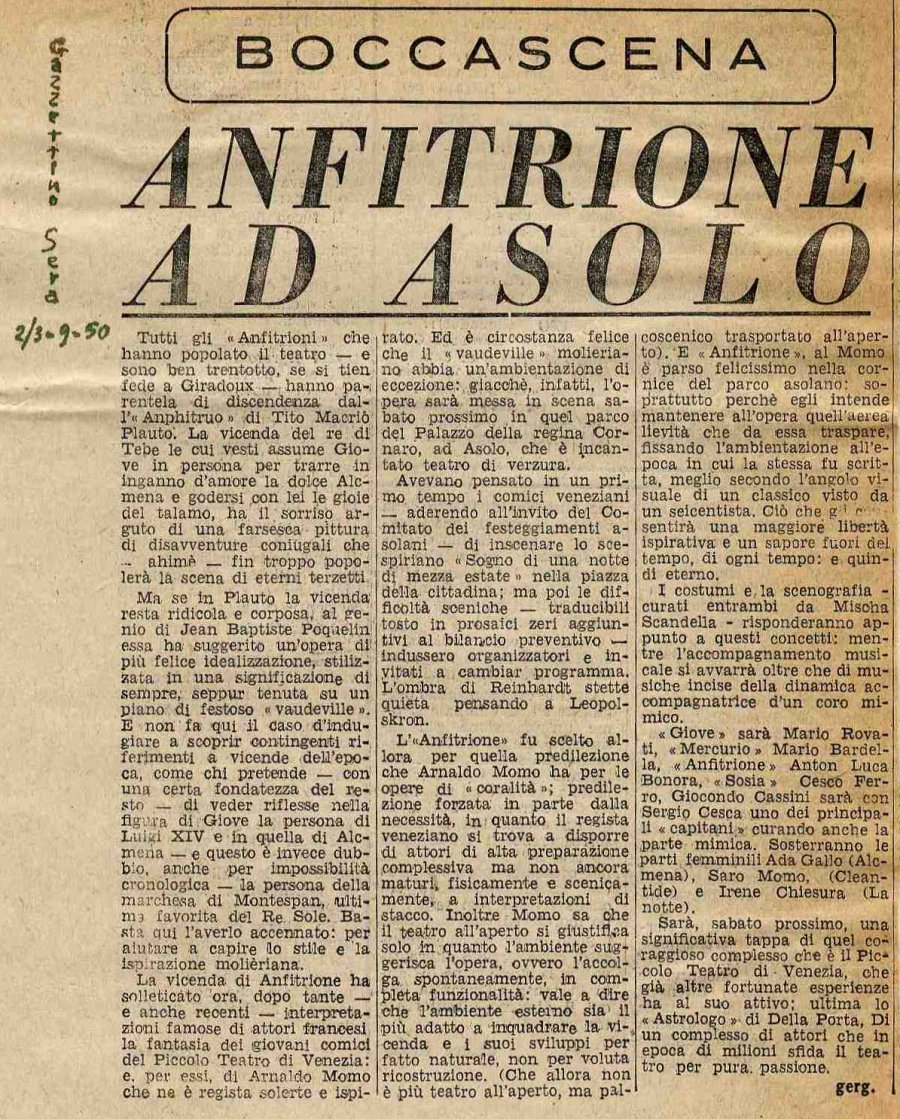 Gazzettino Sera
2/3-9-50
BOCCASCENA
ANFITRIONE
AD ASOLO
Tutti gli «Anfitrioni» che
hanno popolato il teatro — e
sono ben trentotto, se si tien
fede a Giradoux — hanno pa-
rentela di discendenza dal-
l'«Anphitruo» di Tito Macriò
Plauto. La vicenda del re di
Tebe le cui vesti assume Gio-
ve in persona per trarre in
inganno d'amore la dolce Alc-
mena e godersi con lei le gioie
del talamo, ha il sorriso ar-
guto di una farsesca pittura
di disavventure coniugali che
— ahimè — fin troppo popo-
lerà la scena di eterni terzetti
Ma se in Plauto la vicenda
resta ridicola e corposa, al ge-
nio di Jean Baptiste Poquelin
essa ha suggerito un'opera di
più felice idealizzazione, stiliz-
zata in una significazione di
sempre, seppur tenuta su un
piano di festoso «vaudeville».
E non fa qui il caso d'indu-
giare a scoprir contingenti ri-
ferimenti a vicende dell'epo-
ca, come chi pretende — con
una certa fondatezza del re-
sto — di veder riflesse nella
figura di Giove la persona di
Luigi XIV e in quella di Alc-
mena — e questo è invece dub-
bio, anche per impossibilità
cronologica — la persona della
marchesa di Montespan, ulti-
ma favorita del Re Sole. Ba-
sta qui l'averlo accennato: per
aiutare a capire lo stile e la
ispirazione molièriana.
La vicenda di Anfitrione ha
solleticato ora, dopo tante —
e anche recenti — interpreta-
zioni famose di attori francesi
la fantasia dei giovani comici
del Piccolo Teatro di Venezia:
e, per essi, di Arnaldo Momo
che ne è regista solerte e ispi-
rato. Ed è circostanza felice
che il «vaudeville» molieria-
no abbia un'ambientazione di
eccezione: giacchè, infatti, l'o-
pera sarà messa in scena sa-
bato prossimo in quel parco
del Palazzo della regina Cor-
naro, ad Asolo, che è incan-
tato teatro di verzura.
Avevano pensato in un pri-
mo tempo i comici veneziani
— aderendo all'invito del Co-
mitato dei festeggiamenti a-
solani — di inscenare lo sce-
spiriano «Sogno di una notte
di mezza estate» nella piazza
della cittadina; ma poi le dif-
ficoltà sceniche — traducibili
tosto in prosaici zeri aggiun-
tivi al bilancio preventivo —
indussero organizzatori e in-
vitati a cambiar programma.
L'ombra di Reinhardt stette
quieta pensando a Leopol-
skron.
L'«Anfitrione» fu scelto al-
lora per quella predilezione
che Arnaldo Momo ha per le
opere di «coralità»; predile-
zione forzata in parte dalla
necessità, in quanto il regista
veneziano si trova a disporre
di attori di alta preparazione
complessiva ma non ancora
maturi, fisicamente e scenica-
mente, a interpretazioni di
stacco. Inoltre Momo sa che
il teatro all'aperto si giustifica
solo in quanto l'ambiente sug-
gerisca l'opera, ovvero l'accol-
ga spontaneamente, in com-
pleta funzionalità: vale a dire
che l'ambiente esterno sia il
più adatto a inquadrare la vi-
cenda e i suoi sviluppi per
fatto naturale, non per voluta
ricostruzione. (Che allora non
è più teatro all'aperto, ma pal-
coscenico trasportato all'aper-
to). E «Anfitrione», al Momo
è parso felicissimo nella cor-
nice del parco asolano: so-
prattutto perchè egli intende
mantenere all'opera quell'aerea
lievità che da essa traspare,
fissando l'ambientazione all'e-
poca in cui la stessa fu scrit-
ta, meglio secondo l'angolo vi-
suale di un classico visto da
un seicentista. Ciò che
sentirà una maggiore libertà
ispirativa e un sapore fuori del
tempo, di ogni tempo: e quin-
di eterno.
I costumi e la scenografia -
curati entrambi da Mischa
Scandella - risponderanno ap-
punto a questi concetti: men-
tre l'accompagnamento musi-
cale si avvarrà oltre che di mu-
siche incise della dinamica ac-
compagnatrice d'un coro mi-
mico.
«Giove» sarà Mario Rova-
ti, «Mercurio» Mario Bardel-
la, «Anfitrione» Anton Luca
Bonora, «Sosia» Cesco Fer-
ro, Giocondo Cassini sarà con
Sergio Cesca uno dei principa-
li «capitani» curando anche la
parte mimica. Sosterranno le
parti femminili Ada Gallo (Alc-
mena), Saro Momo, (Clean-
tide) e Irene Chiesura (La
notte).
Sarà, sabato prossimo, una
significativa tappa di quel co-
raggioso complesso che è il Pic-
colo Teatro di Venezia, che
già altre fortunate esperienze
ha al suo attivo; ultima lo
«Astrologo» di Della Porta, Di
un complesso di attori che in
epoca di milioni sfida il tea-
tro per pura passione.
gerg.